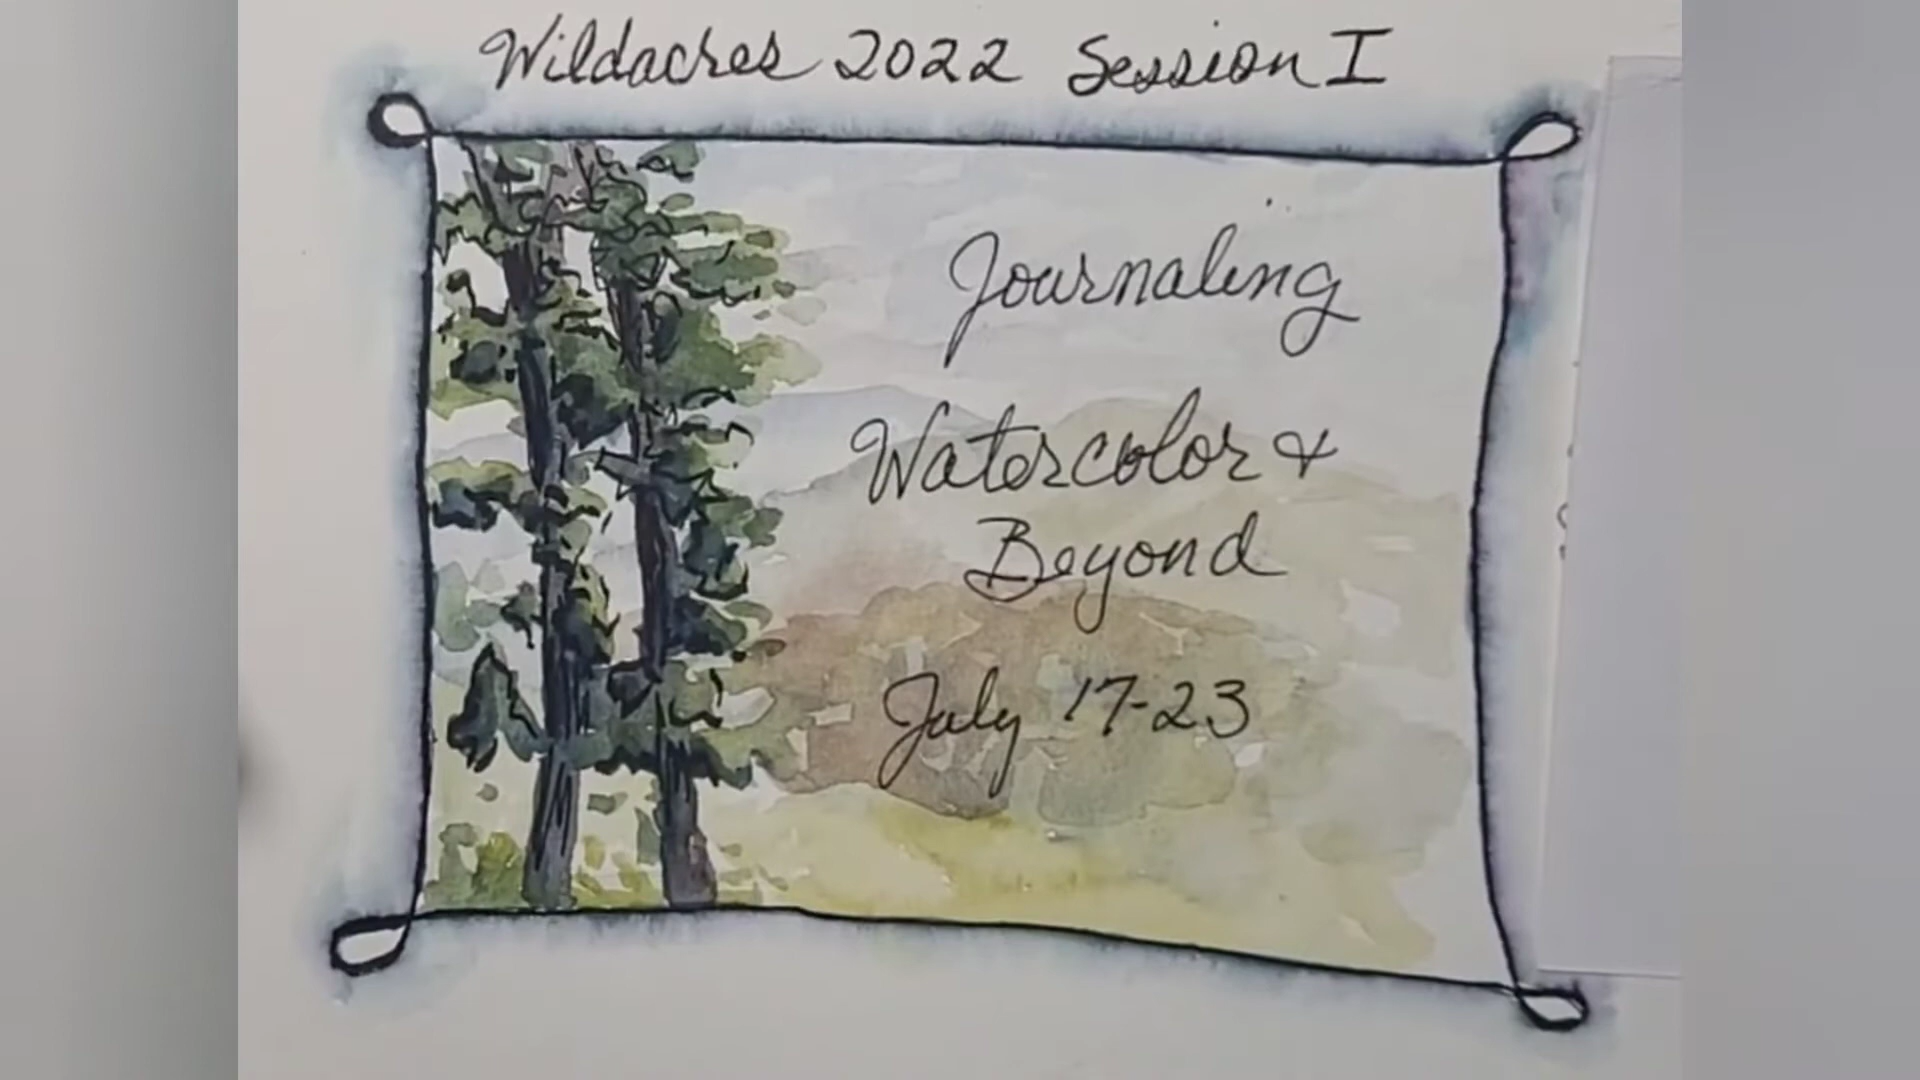 Wildacres 2022 Session I
Journaling
Watercolor &
Beyond
July 17-23